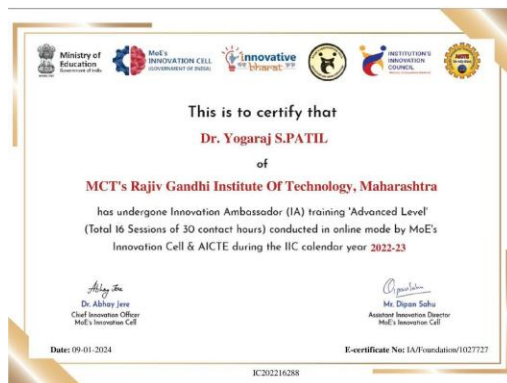 Ministry of
Education
Government of India
MoE's
INNOVATION CELL
(GOVERNMENT OF INDIA)
innovative
bharat
INSTITUTION'S
INNOVATION
COUNCIL
This is to certify that
Dr. Yogaraj S.PATIL
of
MCT's Rajiv Gandhi Institute Of Technology, Maharashtra
has undergone Innovation Ambassador (IA) training 'Advanced Level'
(Total 16 Sessions of 30 contact hours) conducted in online mode by MoE's
Innovation Cell & AICTE during the IIC calendar year 2022-23
Dr. Abhay Jere
Chief Innovation Officer
MoE's Innovation Cell
Mr. Dipan Sahu
Assistant Innovation Director
MoE's Innovation Cell
Date: 09-01-2024
E-certificate No: IA/Foundation/1027727
IC202216288